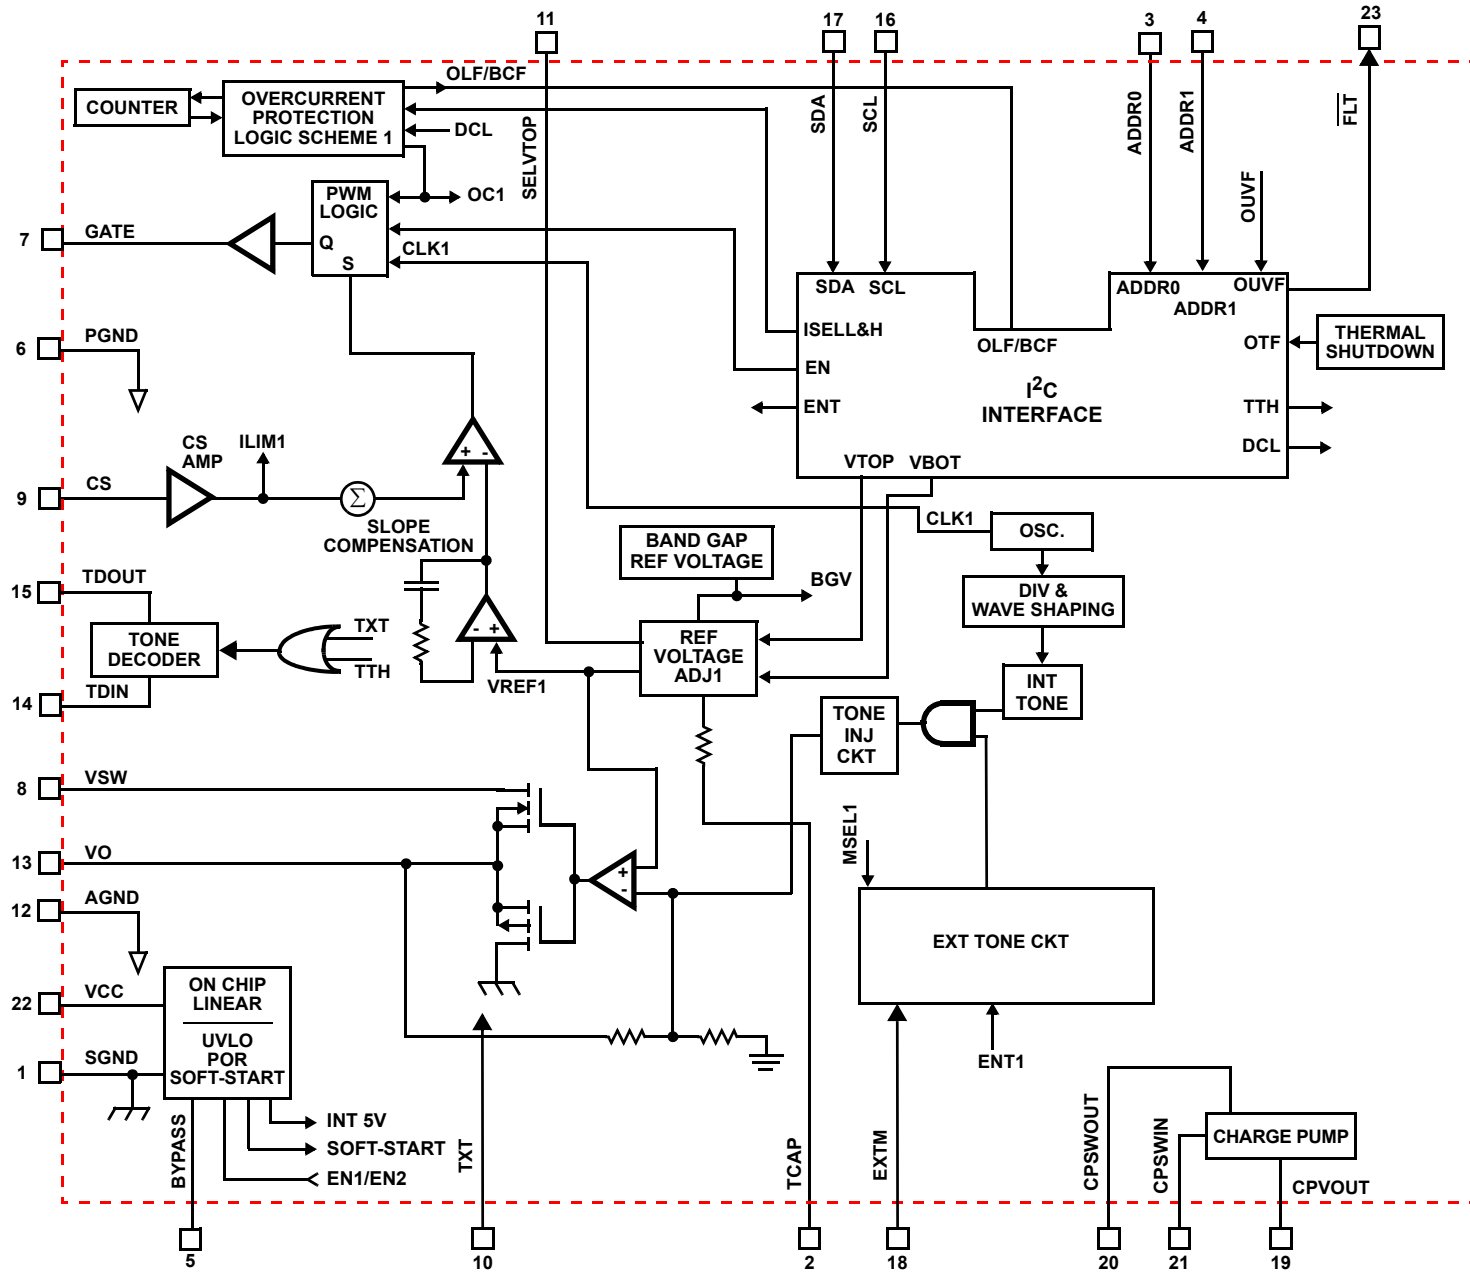 11
17
16
3
4
23
OLF/BCF
COUNTER
OVERCURRENT
PROTECTION
LOGIC SCHEME 1
DCL
SELVTOP
SDA
SCL
ADDR0
ADDR1
FLT
OUVF
PWM
LOGIC
Q
S
OC1
CLK1
7
GATE
SDA
SCL
ADDR0
ADDR1
OUVF
ISELL&H
OLF/BCF
OTF
THERMAL
SHUTDOWN
6
PGND
EN
ENT
I2C
INTERFACE
TTH
DCL
VTOP
VBOT
CS
AMP
ILIM1
+ -
9
CS
Σ
SLOPE
COMPENSATION
CLK1
OSC.
BAND GAP
REF VOLTAGE
BGV
DIV &
WAVE SHAPING
15
TDOUT
TONE
DECODER
TXT
TTH
- +
VREF1
REF
VOLTAGE
ADJ1
INT
TONE
14
TDIN
TONE
INJ
CKT
8
VSW
MSEL1
13
VO
+
-
12
AGND
EXT TONE CKT
22
VCC
ON CHIP
LINEAR
UVLO
POR
SOFT-START
1
SGND
ENT1
BYPASS
INT 5V
SOFT-START
EN1/EN2
TXT
TCAP
EXTM
CPSWOUT
CPSWIN
CHARGE PUMP
CPVOUT
5
10
2
18
20
21
19